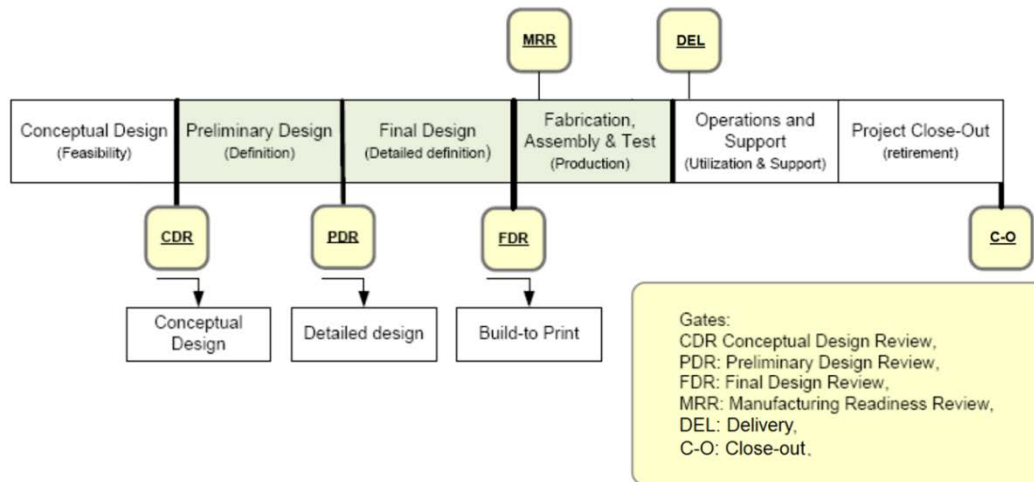 MRR
DEL
Conceptual Design
(Feasibility)
Preliminary Design
(Definition)
Final Design
(Detailed definition)
Fabrication,
Assembly & Test
(Production)
Operations and
Support
(Utilization & Support)
Project Close-Out
(retirement)
CDR
PDR
FDR
C-O
Conceptual
Design
Detailed design
Build-to Print
Gates:
CDR Conceptual Design Review,
PDR: Preliminary Design Review,
FDR: Final Design Review,
MRR: Manufacturing Readiness Review,
DEL: Delivery,
C-O: Close-out.